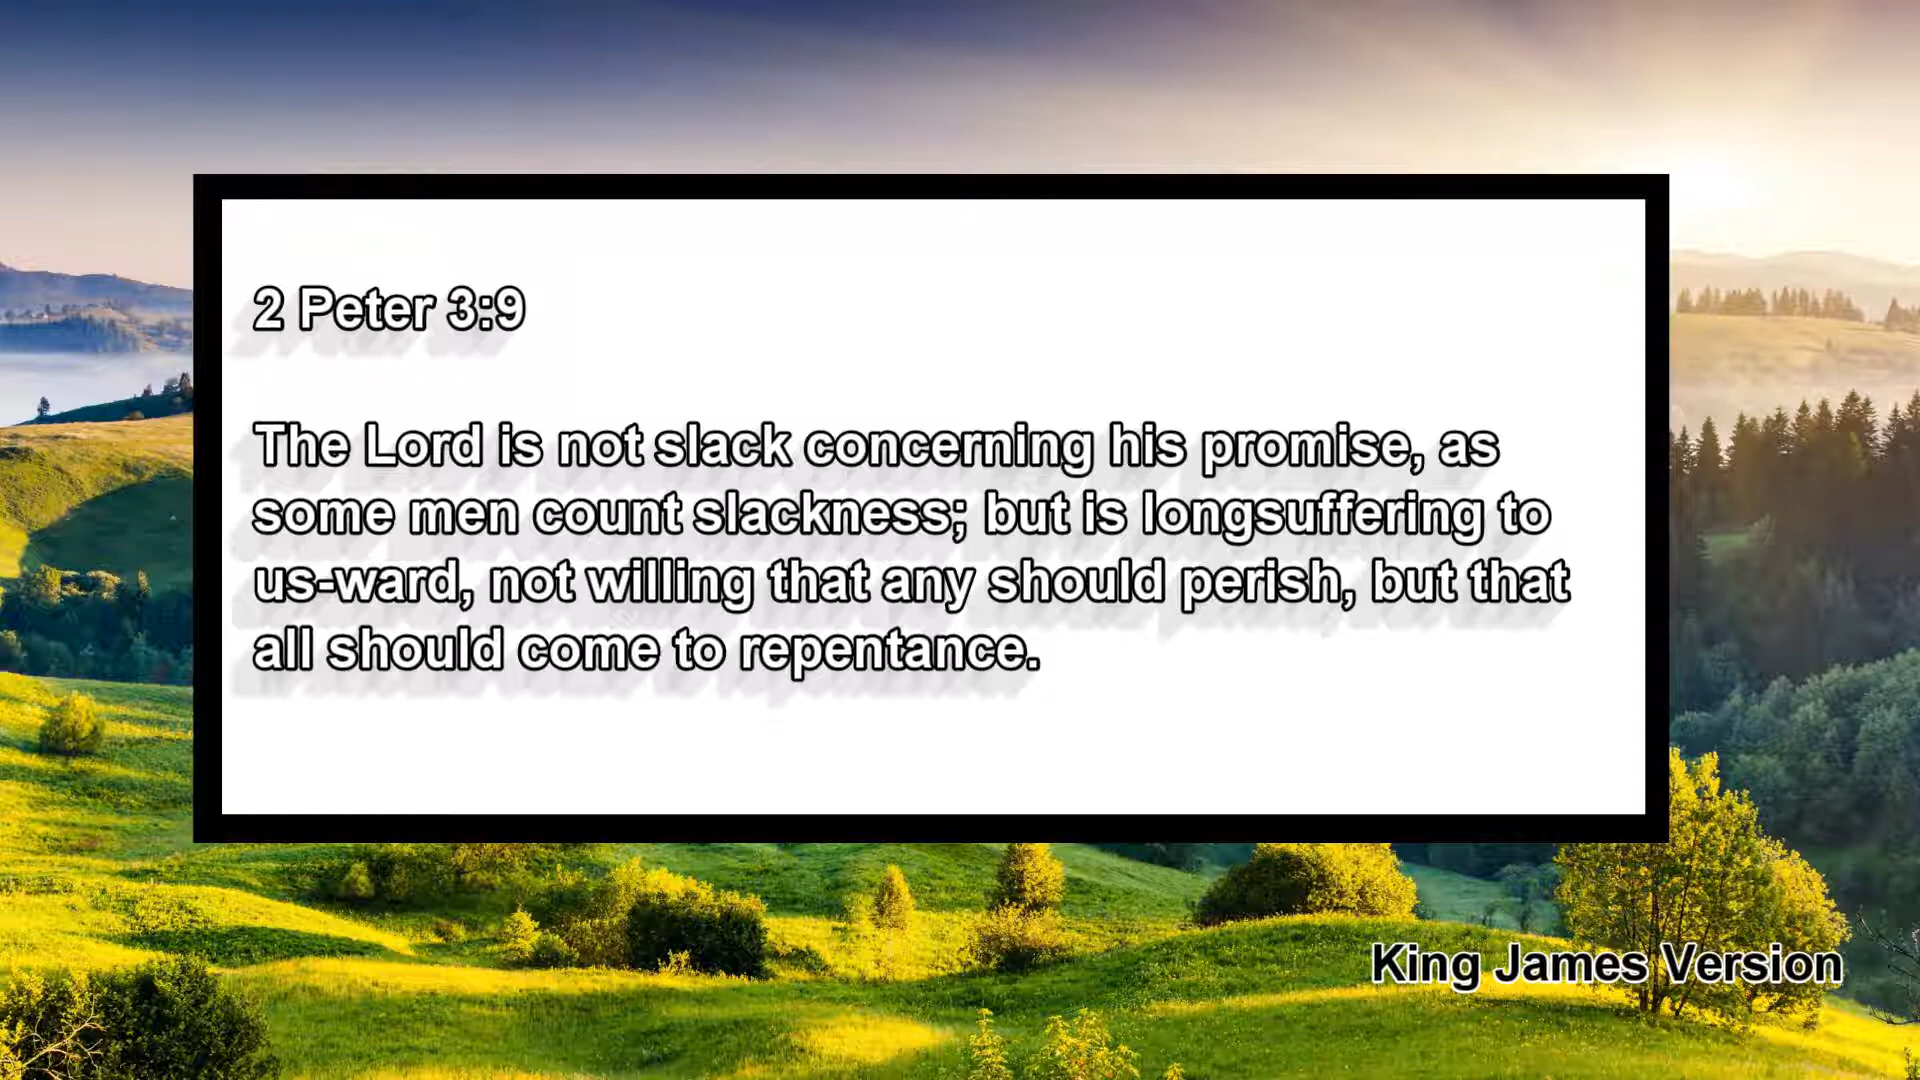 2 Peter 3:9
The Lord is not slack concerning his promise, as
some men count slackness; but is longsuffering to
us-ward, not willing that any should perish, but that
all should come to repentance.
King James Version